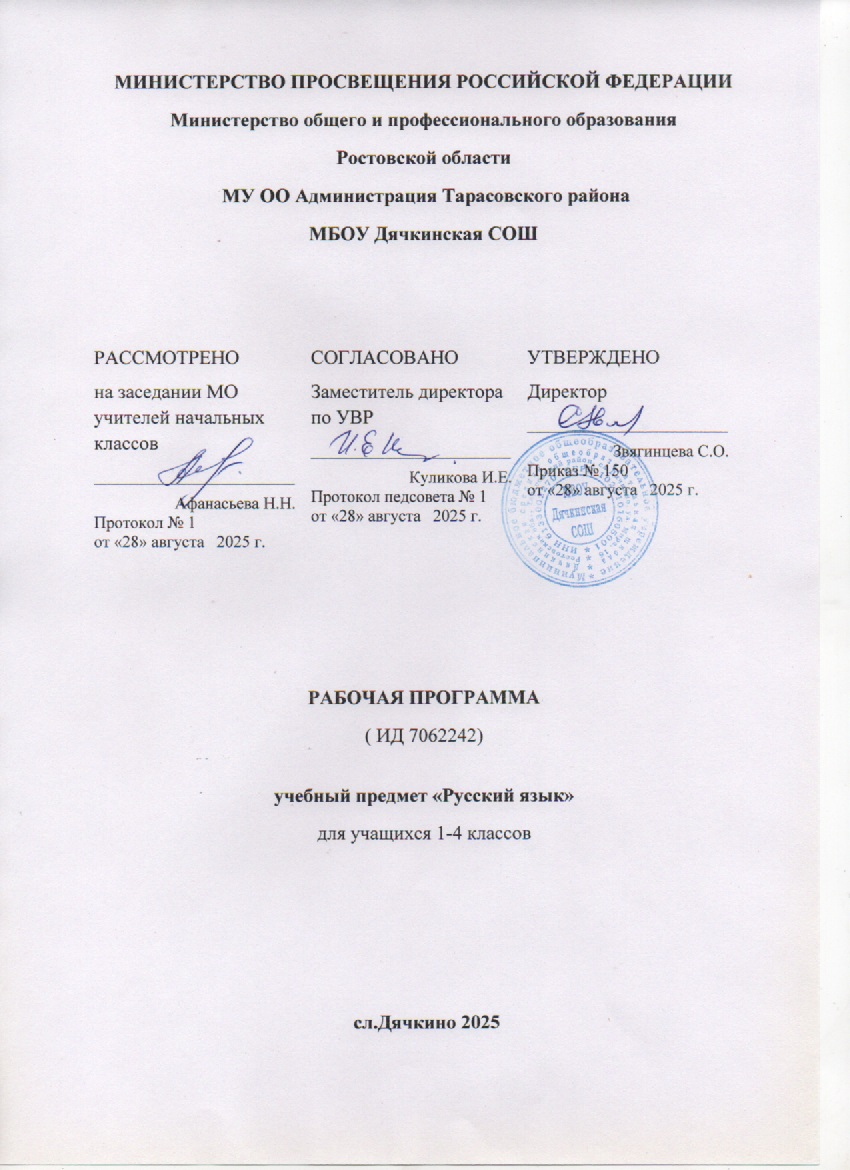 МИНИСТЕРСТВО ПРОСВЕЩЕНИЯ РОССИЙСКОЙ ФЕДЕРАЦИИ
Министерство общего и профессионального образования
Ростовской области
МУ ОО Администрация Тарасовского района
МБОУ Дячкинская СОШ
РАССМОТРЕНО
на заседании МО
учителей начальных
классов
Афанасьева Н.Н.
Протокол № 1
от «28» августа 2025 г.
СОГЛАСОВАНО
Заместитель директора
по УВР
Куликова И.Е.
Протокол педсовета № 1
от «28» августа 2025 г.
УТВЕРЖДЕНО
Директор
Звягинцева С.О.
Приказ № 150
от «28» августа 2025 г.
Дячкинская
СОШ
РАБОЧАЯ ПРОГРАММА
( ИД 7062242)
учебный предмет «Русский язык»
для учащихся 1-4 классов
сл.Дячкино 2025